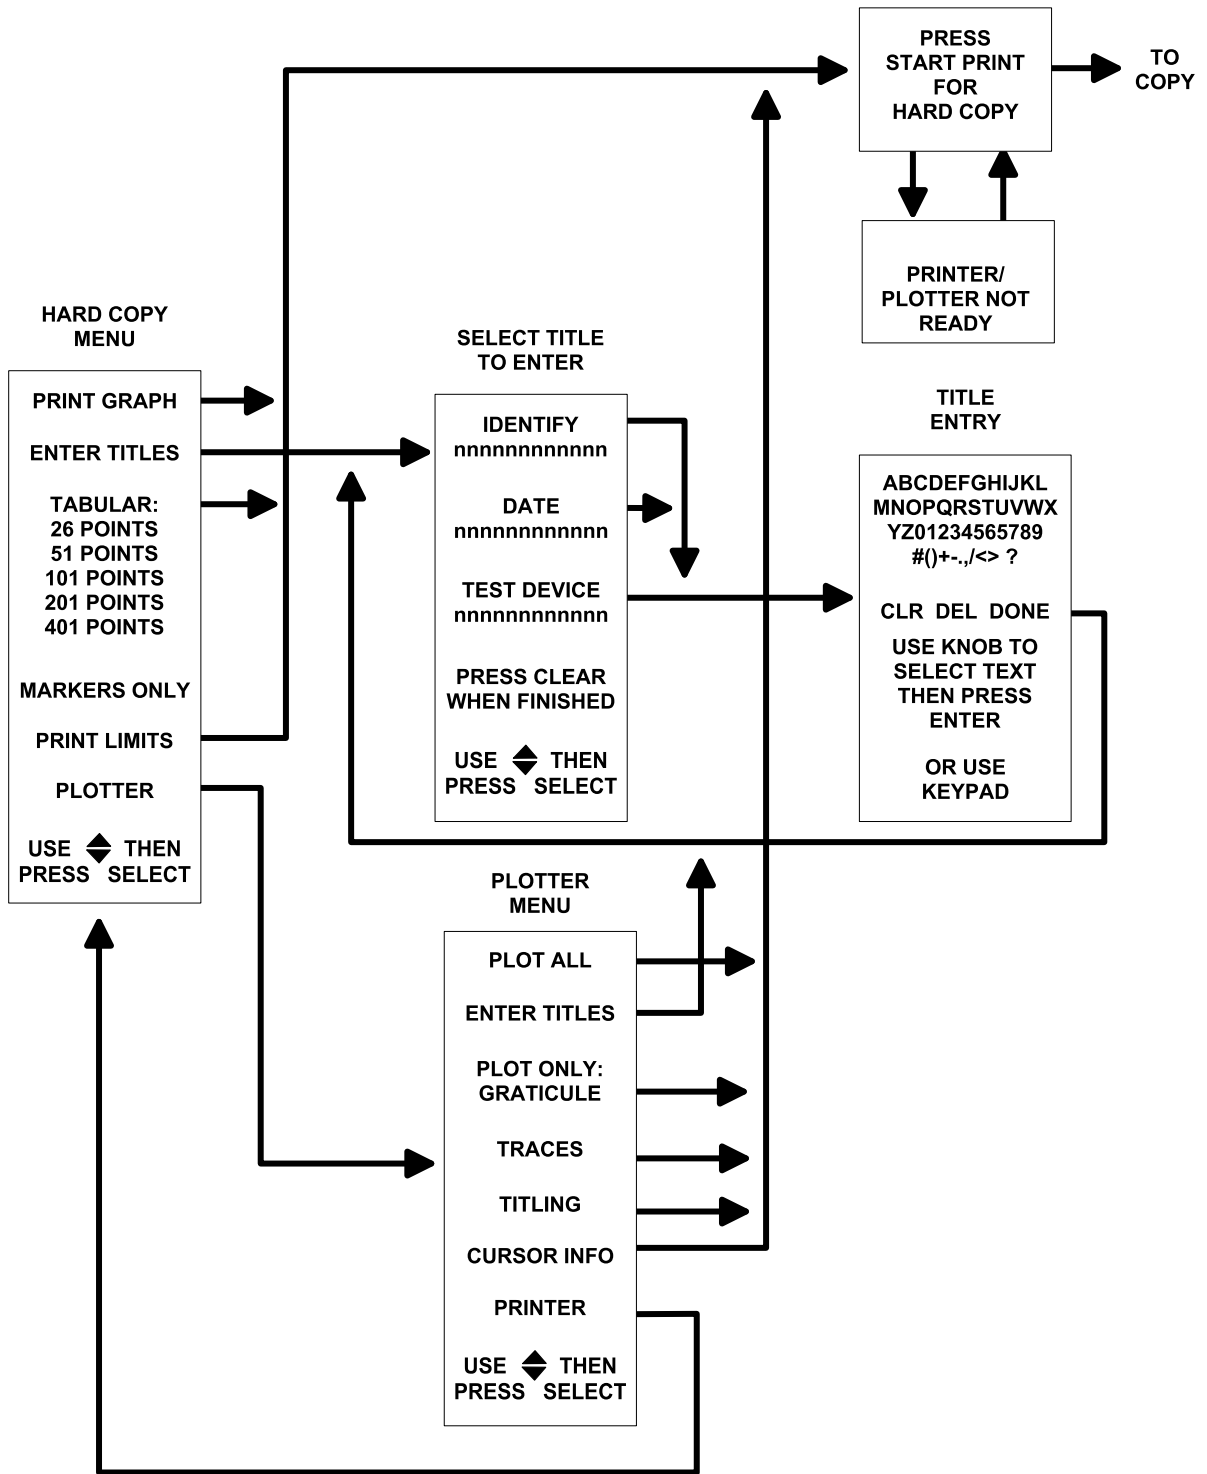 PRESS
START PRINT
FOR
HARD COPY
TO
COPY
PRINTER/
PLOTTER NOT
READY
HARD COPY
MENU
PRINT GRAPH
ENTER TITLES
TABULAR:
26 POINTS
51 POINTS
101 POINTS
201 POINTS
401 POINTS
MARKERS ONLY
PRINT LIMITS
PLOTTER
USE THEN
PRESS SELECT
SELECT TITLE
TO ENTER
IDENTIFY
nnnnnnnnnnnnn
DATE
nnnnnnnnnnnnn
TEST DEVICE
nnnnnnnnnnnnn
PRESS CLEAR
WHEN FINISHED
USE THEN
PRESS SELECT
TITLE
ENTRY
ABCDEFGHIJKL
MNOPQRSTUVWX
YZ01234565789
#()+-.,/<> ?
CLR DEL DONE
USE KNOB TO
SELECT TEXT
THEN PRESS
ENTER
OR USE
KEYPAD
PLOTTER
MENU
PLOT ALL
ENTER TITLES
PLOT ONLY:
GRATICULE
TRACES
TITLING
CURSOR INFO
PRINTER
USE THEN
PRESS SELECT